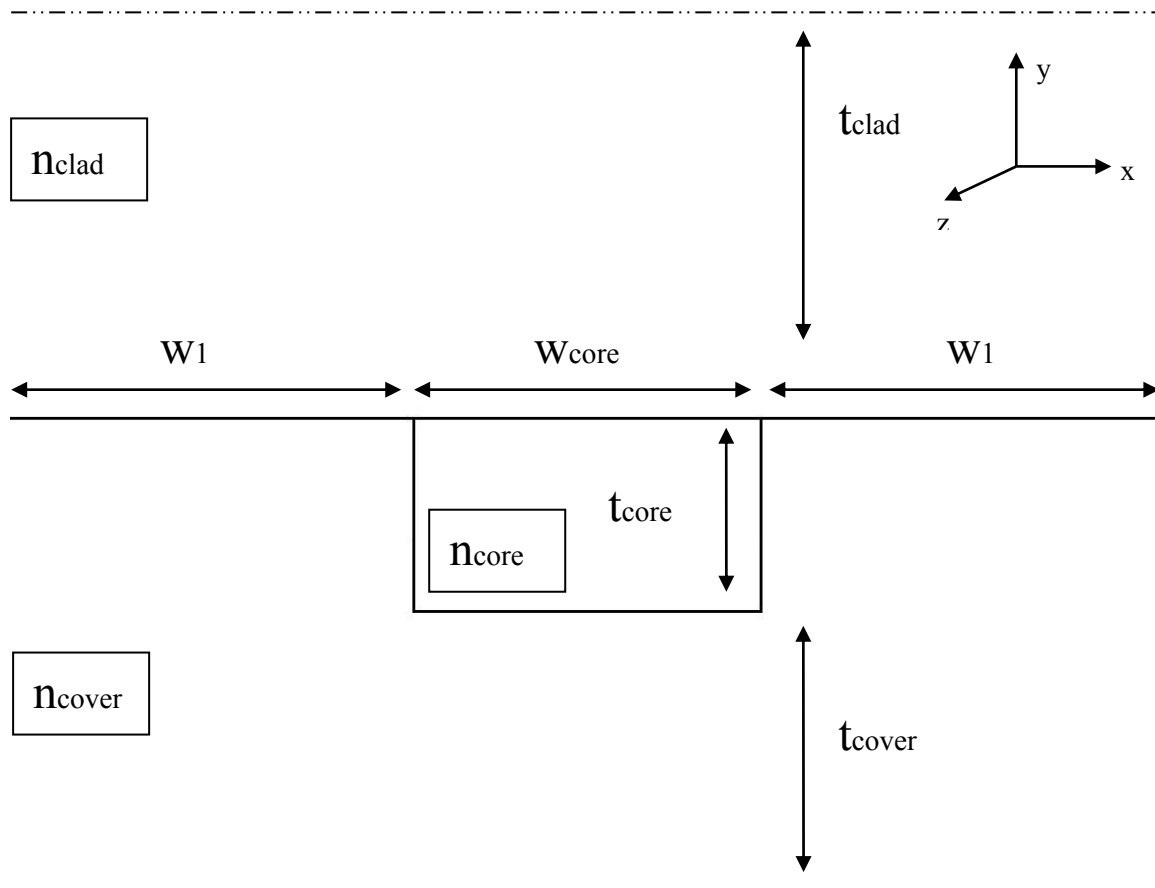 tclad
y
nclad
x
z
w1
wcore
w1
tcore
ncore
ncover
tcover